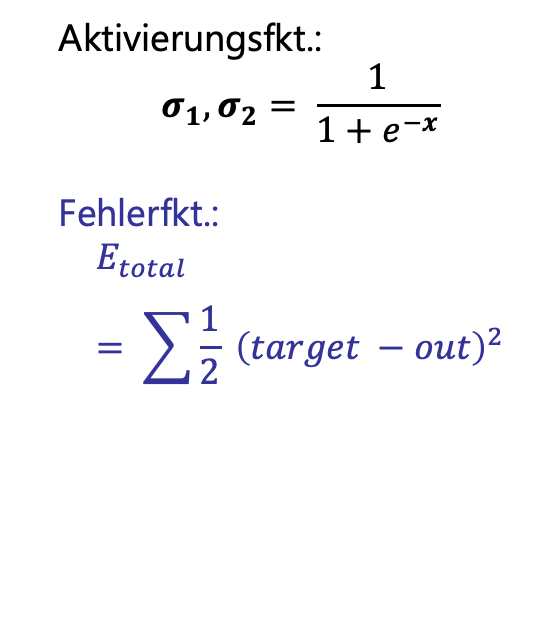 Aktivierungsfkt.:
σ₁, σ₂ = 1 / (1 + e^(−x))
Fehlerfkt.:
E_total
= ∑ 1/2 (target − out)²